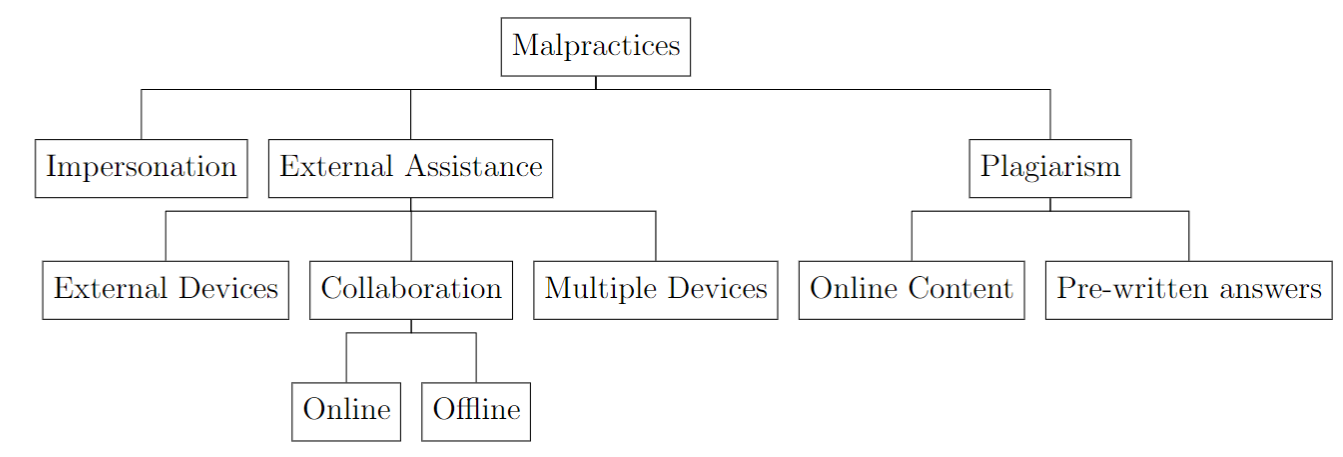 Malpractices
Impersonation
External Assistance
Plagiarism
External Devices
Collaboration
Multiple Devices
Online Content
Pre-written answers
Online
Offline